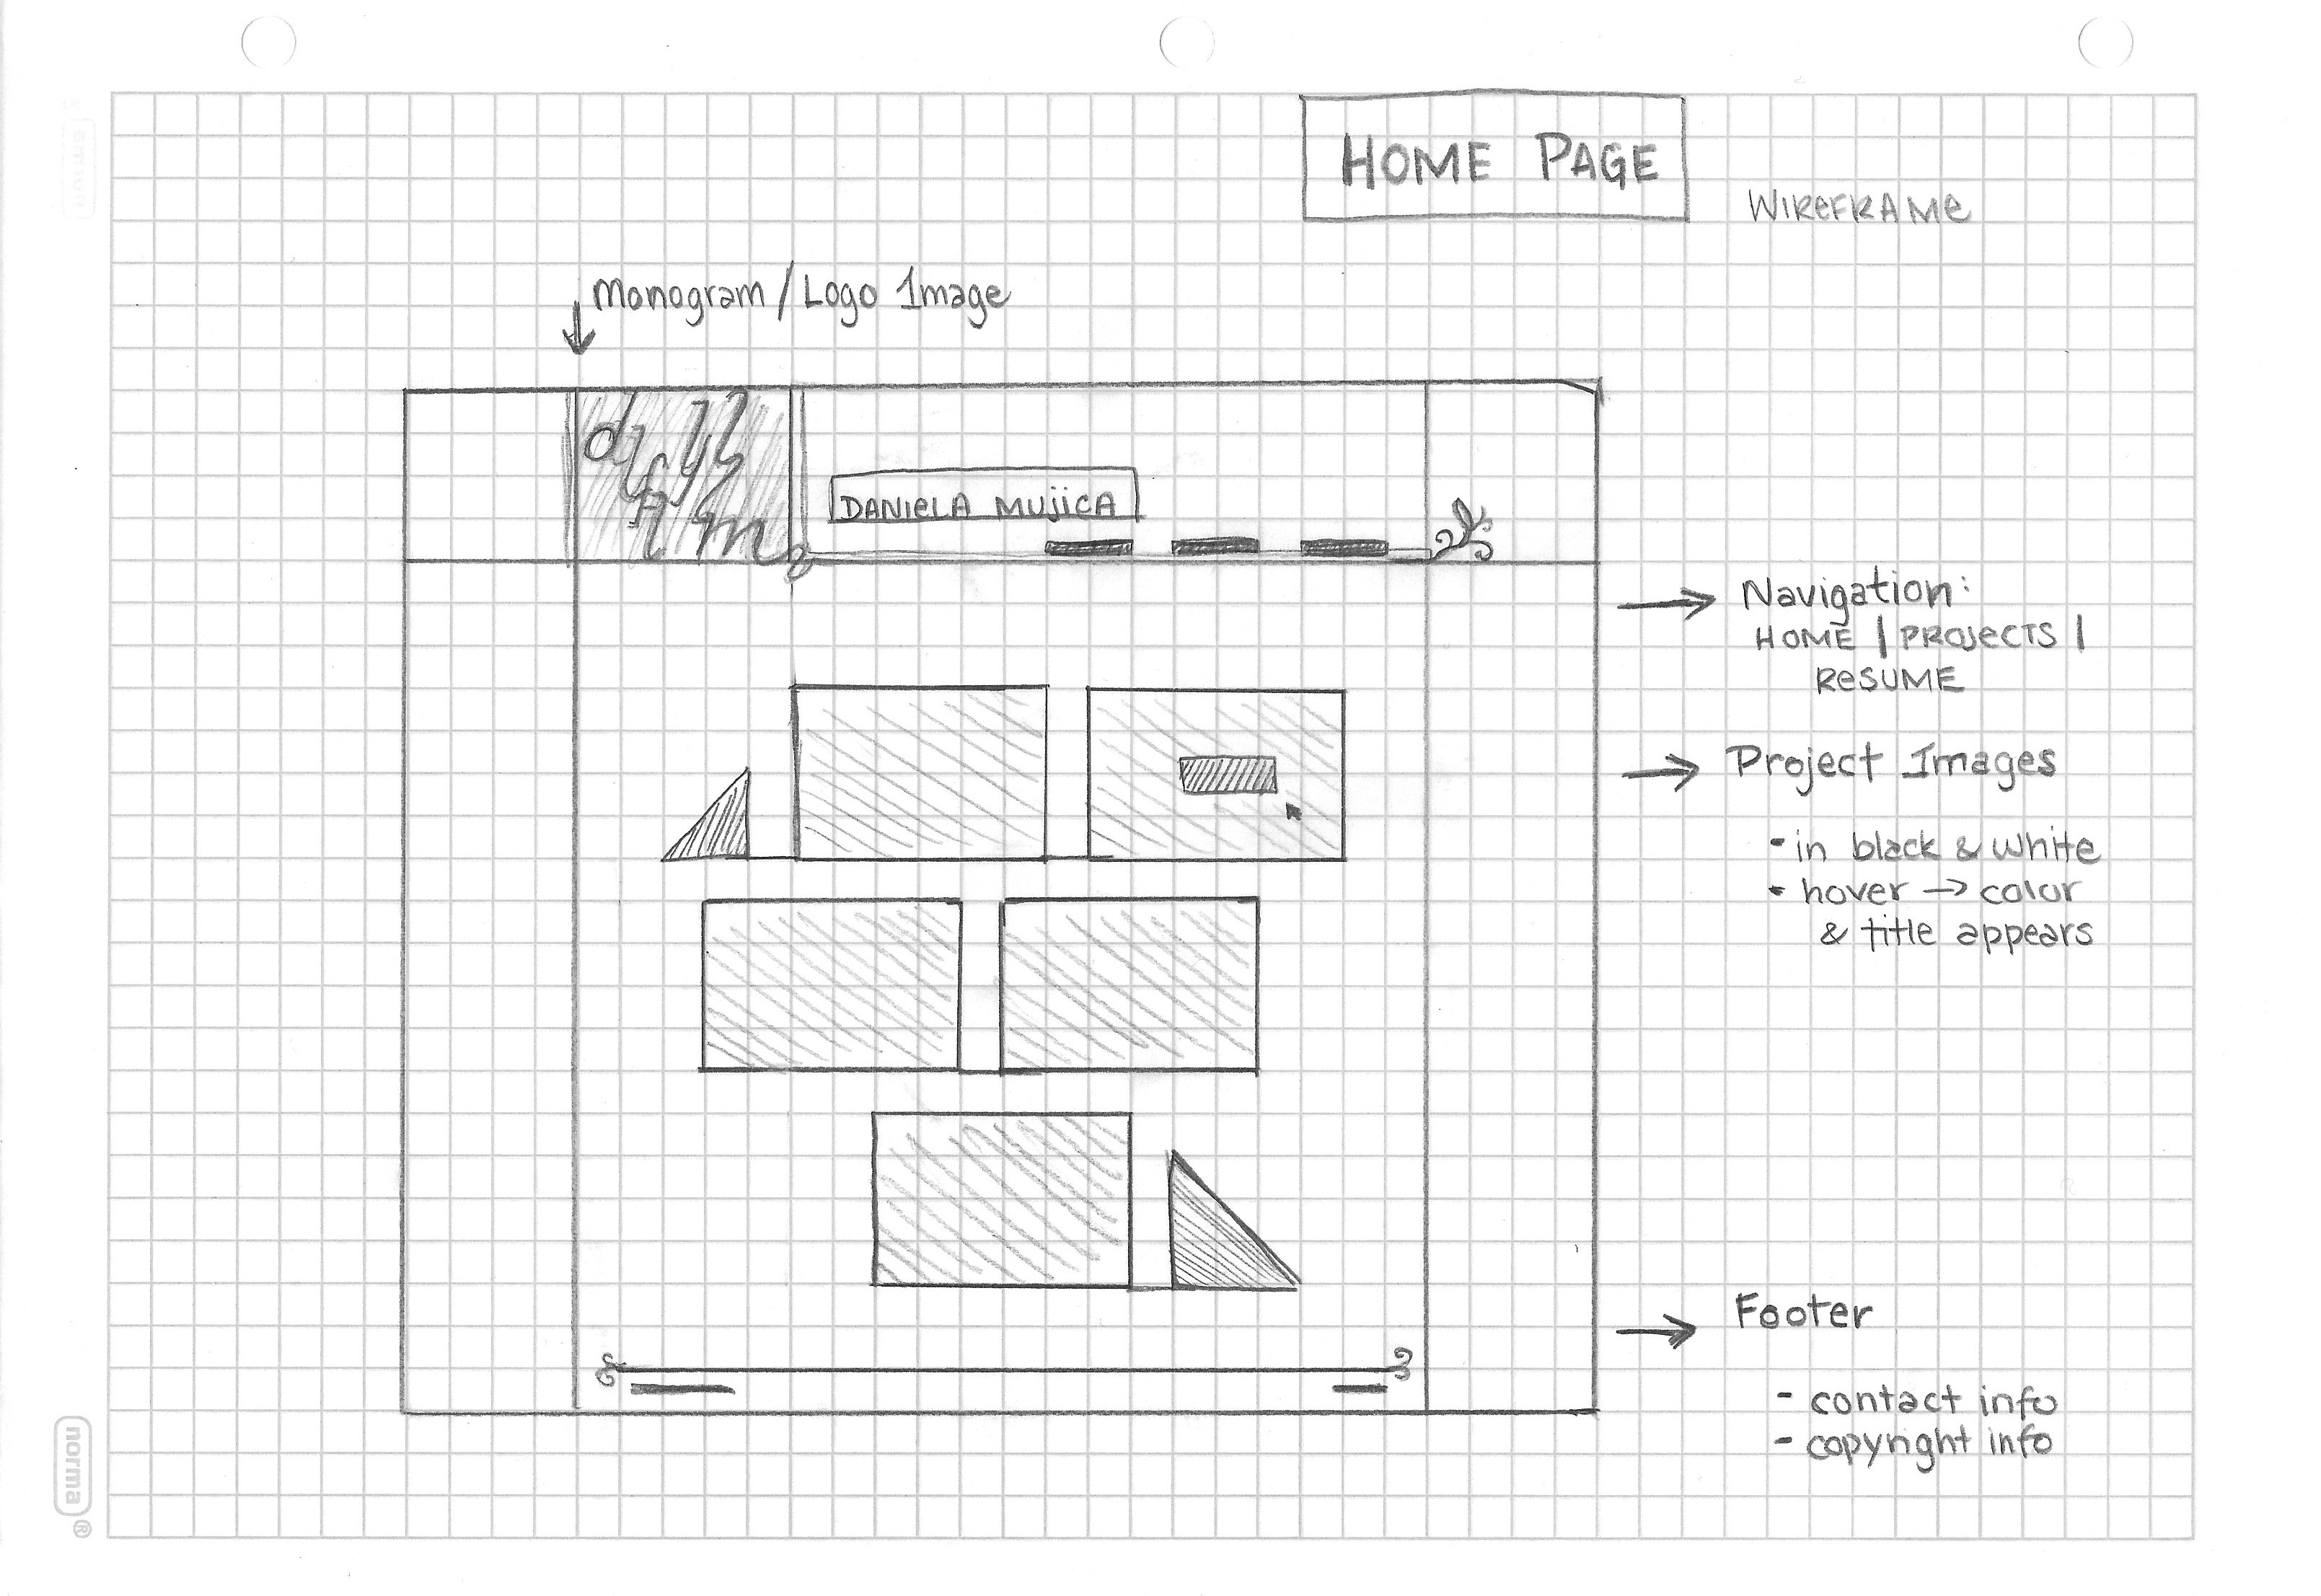 HOME PAGE
WIREFRAME
Monogram / Logo Image
DANIELA MUJICA
Navigation:
HOME | PROJECTS |
RESUME
Project Images
- in black & white
- hover → color
& title appears
Footer
- contact info
- copyright info
norma ®